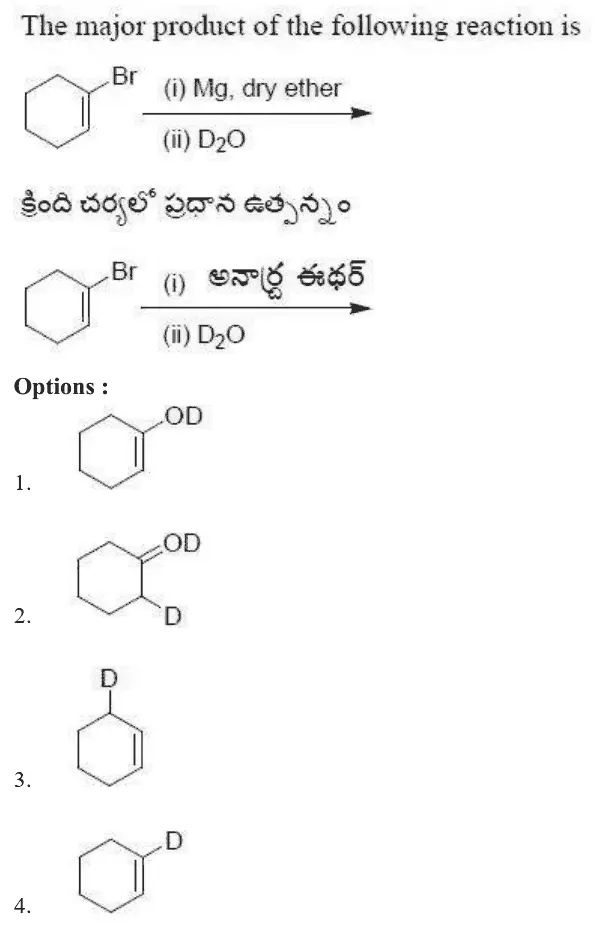 The major product of the following reaction is
Br
(i) Mg, dry ether
(ii) D2O
క్రింది చర్యలో ప్రధాన ఉత్పన్నం
Br
(i) అనార్ద్ర ఈథర్
(ii) D2O
Options :
OD
1.
OD
D
2.
D
3.
D
4.